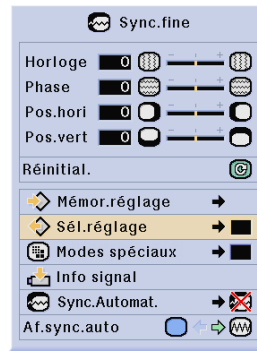 Sync.fine
Horloge 0
Phase 0
Pos.hori 0
Pos.vert 0
Réinitial.
Mémor.réglage
Sél.réglage
Modes spéciaux
Info signal
Sync.Automat.
Af.sync.auto